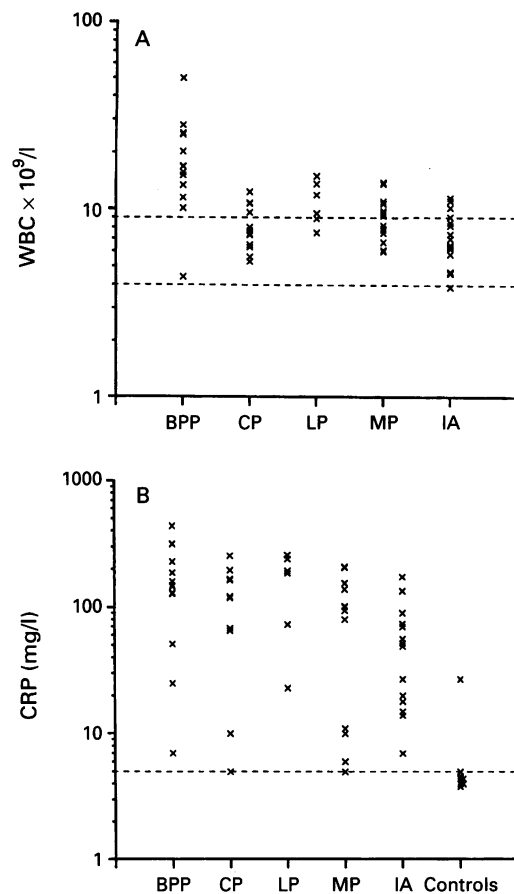 100
A
10
1
WBC × 10⁹/l
BPP CP LP MP IA
1000
B
100
10
1
CRP (mg/l)
BPP CP LP MP IA Controls